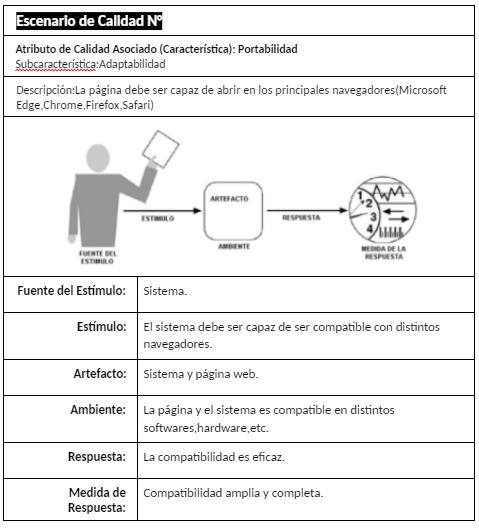 Escenario de Calidad N°
Atributo de Calidad Asociado (Característica): Portabilidad
Subcaracterística:Adaptabilidad
Descripción:La página debe ser capaz de abrir en los principales navegadores(Microsoft
Edge,Chrome,Firefox,Safari)
FUENTE DEL
ESTIMULO
ESTIMULO
ARTEFACTO
AMBIENTE
RESPUESTA
1
2
3
4
MEDIDA DE LA
RESPUESTA
Fuente del Estímulo: Sistema.
Estímulo: El sistema debe ser capaz de ser compatible con distintos
navegadores.
Artefacto: Sistema y página web.
Ambiente: La página y el sistema es compatible en distintos
softwares,hardware,etc.
Respuesta: La compatibilidad es eficaz.
Medida de
Respuesta: Compatibilidad amplia y completa.